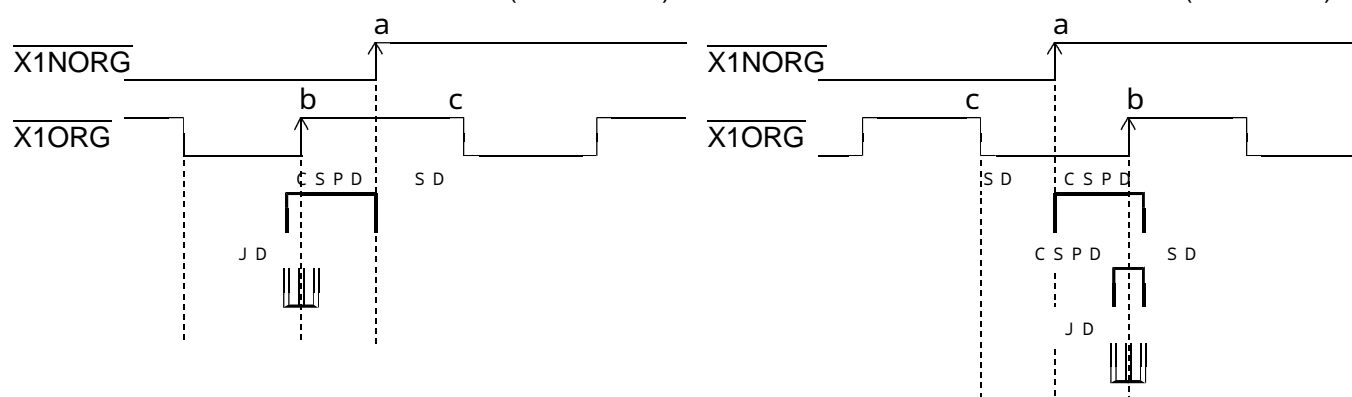 a a
X1NORG X1NORG
b c c b
X1ORG X1ORG
CSPD SD SD CSPD
JD CSPD SD
JD